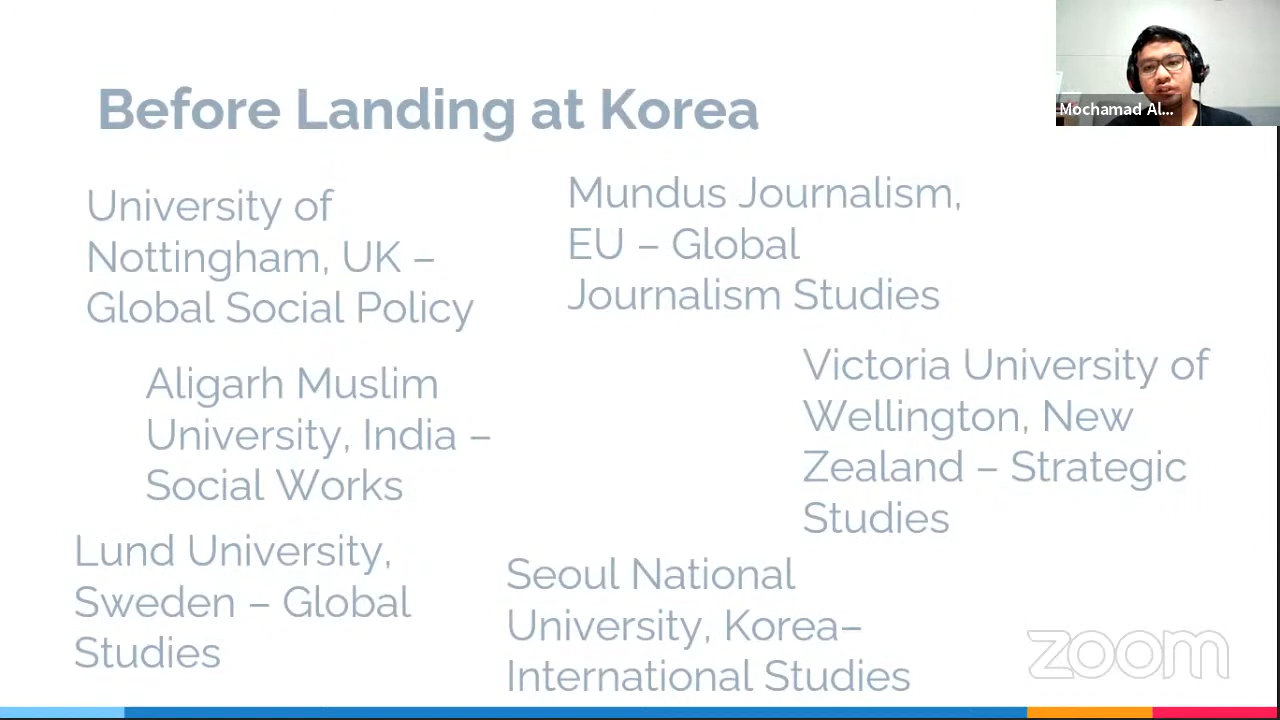 Before Landing at Korea
Mochamad Al...
University of
Nottingham, UK –
Global Social Policy
Mundus Journalism,
EU – Global
Journalism Studies
Aligarh Muslim
University, India –
Social Works
Victoria University of
Wellington, New
Zealand – Strategic
Studies
Lund University,
Sweden – Global
Studies
Seoul National
University, Korea–
International Studies
zoom